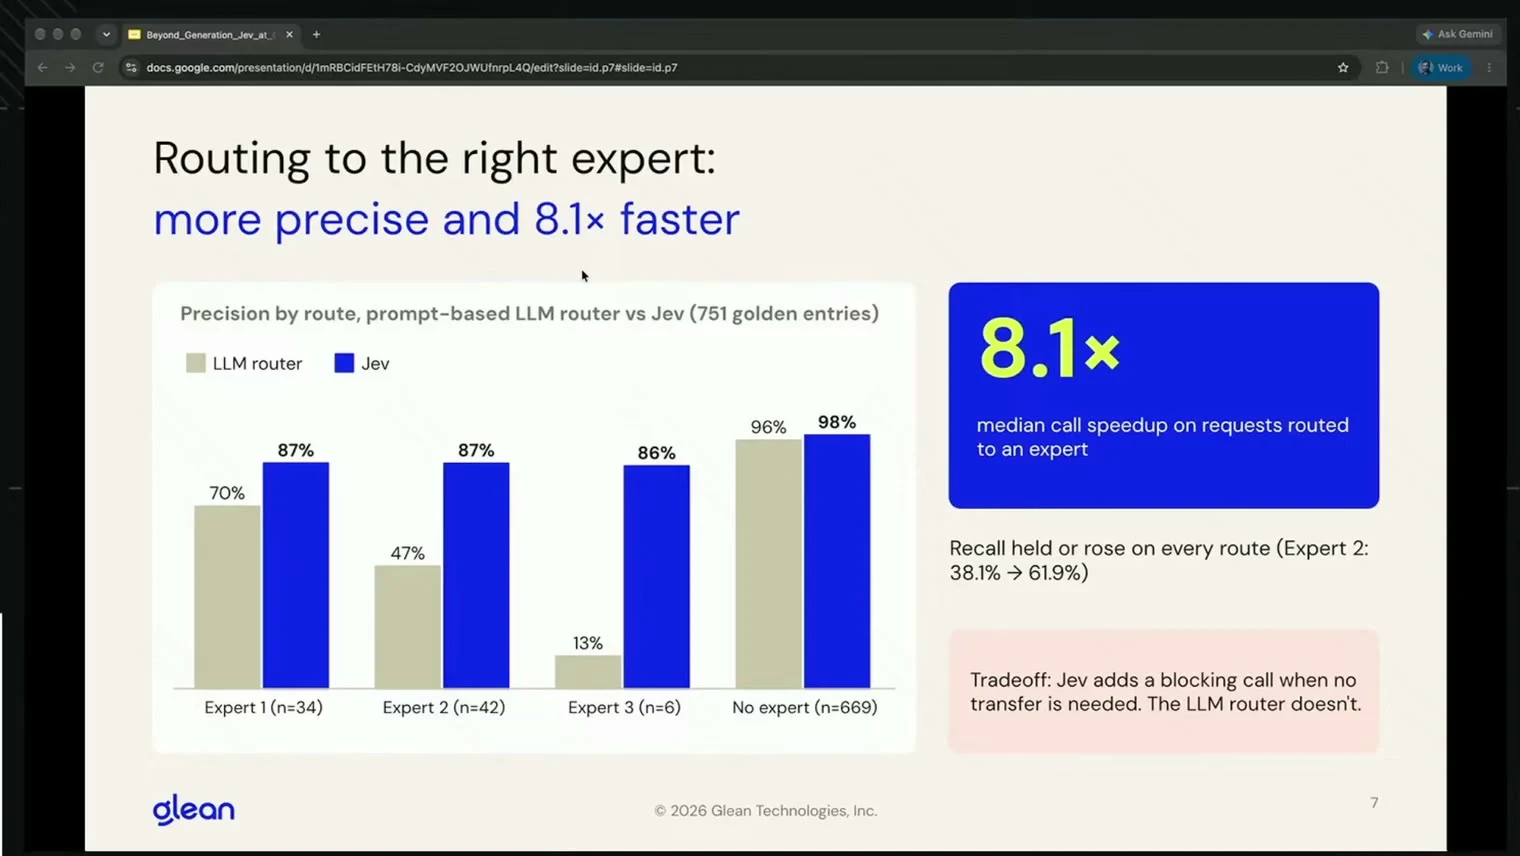 Beyond_Generation_Jev_at_
Ask Gemini
docs.google.com/presentation/d/1mRBCidFEtH78i-CdyMVF2OJWUfnrpL4Q/edit?slide=id.p7#slide=id.p7
Work
Routing to the right expert:
more precise and 8.1× faster
Precision by route, prompt-based LLM router vs Jev (751 golden entries)
LLM router
Jev
70%
87%
47%
87%
13%
86%
96%
98%
Expert 1 (n=34)
Expert 2 (n=42)
Expert 3 (n=6)
No expert (n=669)
8.1×
median call speedup on requests routed
to an expert
Recall held or rose on every route (Expert 2:
38.1% → 61.9%)
Tradeoff: Jev adds a blocking call when no
transfer is needed. The LLM router doesn't.
glean
© 2026 Glean Technologies, Inc.
7